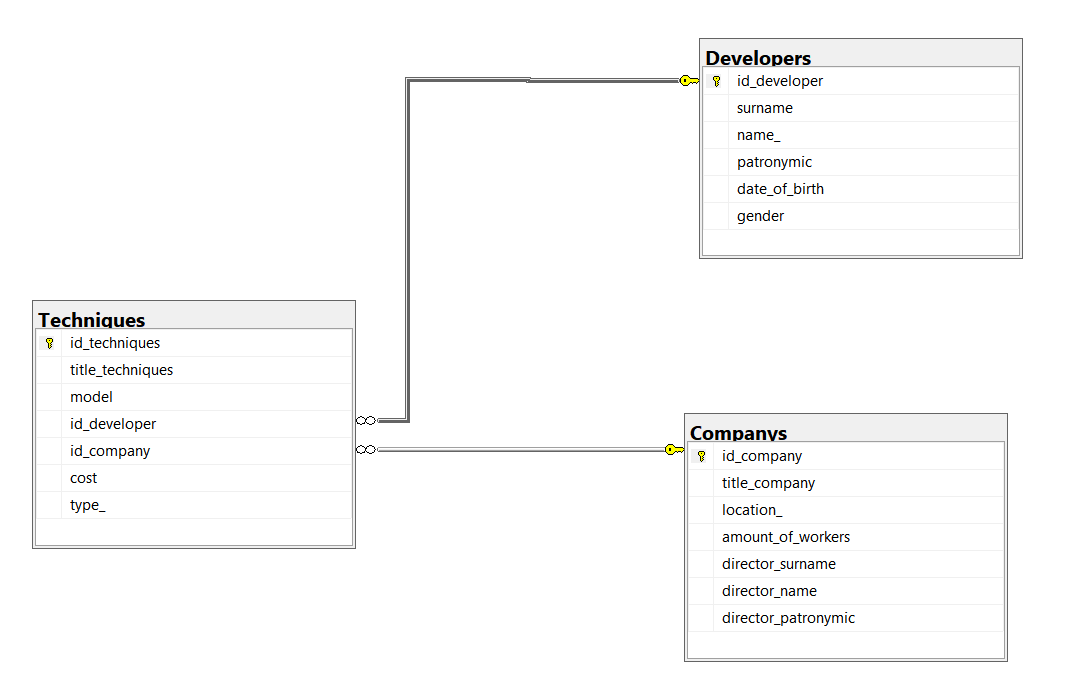 Developers
id_developer
surname
name_
patronymic
date_of_birth
gender
Techniques
id_techniques
title_techniques
model
id_developer
id_company
cost
type_
Companys
id_company
title_company
location_
amount_of_workers
director_surname
director_name
director_patronymic